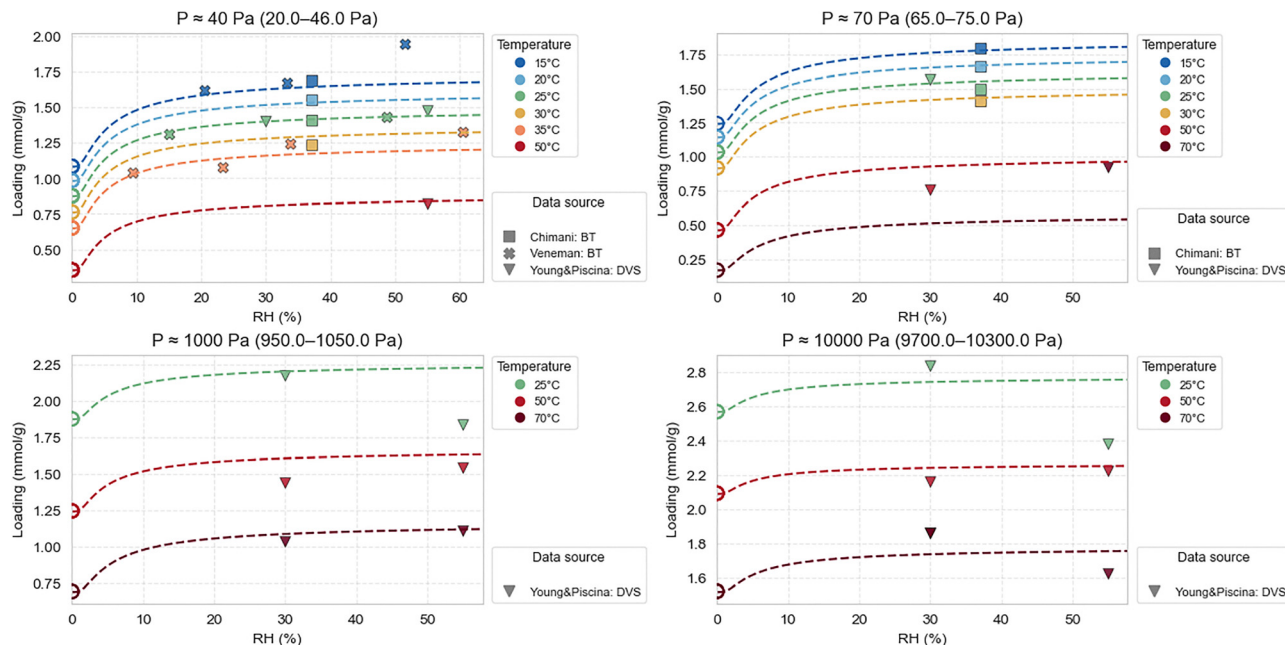 P ≈ 40 Pa (20.0–46.0 Pa)
2.00
1.75
1.50
1.25
1.00
0.75
0.50
Loading (mmol/g)
0 10 20 30 40 50 60
RH (%)
Temperature
15°C
20°C
25°C
30°C
35°C
50°C
Data source
Chimani: BT
Veneman: BT
Young&Piscina: DVS
P ≈ 70 Pa (65.0–75.0 Pa)
1.75
1.50
1.25
1.00
0.75
0.50
0.25
Loading (mmol/g)
0 10 20 30 40 50
RH (%)
Temperature
15°C
20°C
25°C
30°C
50°C
70°C
Data source
Chimani: BT
Young&Piscina: DVS
P ≈ 1000 Pa (950.0–1050.0 Pa)
2.25
2.00
1.75
1.50
1.25
1.00
0.75
Loading (mmol/g)
0 10 20 30 40 50
RH (%)
Temperature
25°C
50°C
70°C
Data source
Young&Piscina: DVS
P ≈ 10000 Pa (9700.0–10300.0 Pa)
2.8
2.6
2.4
2.2
2.0
1.8
1.6
Loading (mmol/g)
0 10 20 30 40 50
RH (%)
Temperature
25°C
50°C
70°C
Data source
Young&Piscina: DVS